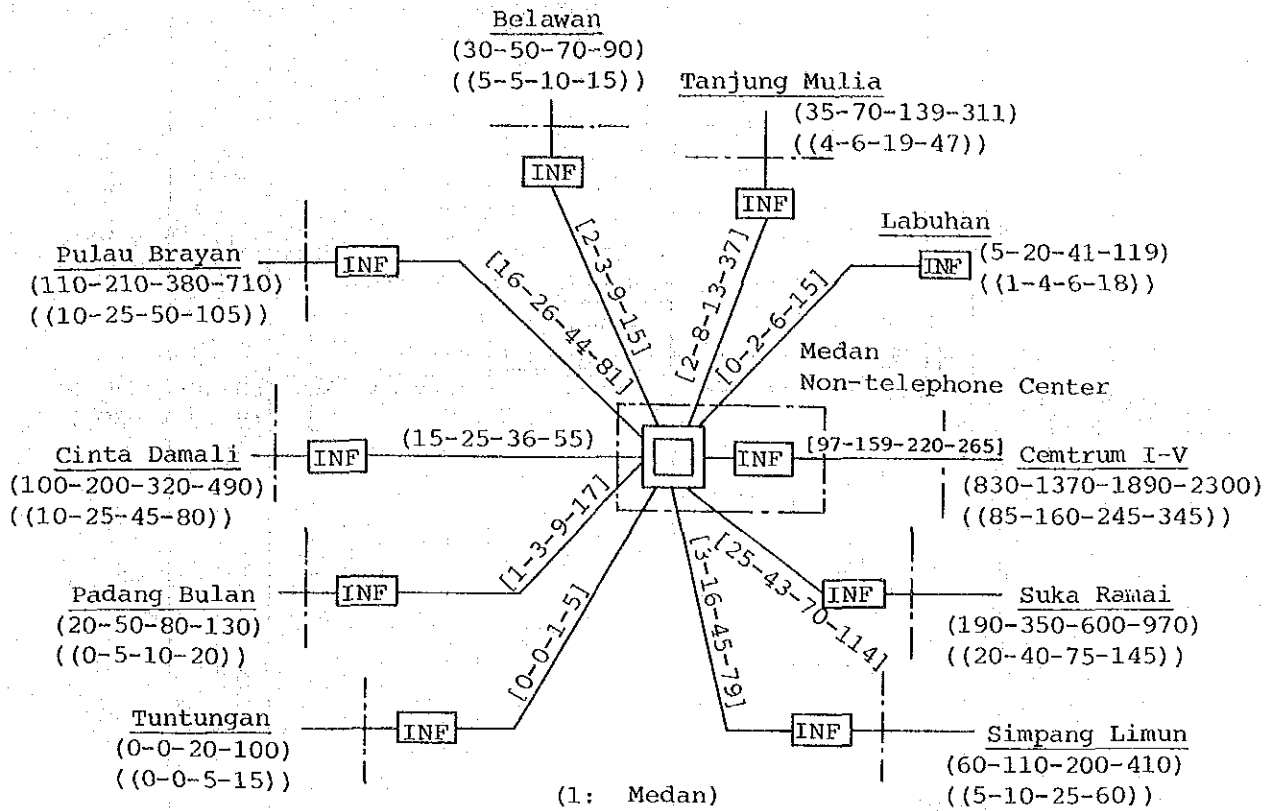 Belawan
(30-50-70-90)
((5-5-10-15))
Tanjung Mulia
(35-70-139-311)
((4-6-19-47))
INF
INF
Labuhan
(5-20-41-119)
((1-4-6-18))
INF
Pulau Brayan
(110-210-380-710)
((10-25-50-105))
INF
[16-26-44-81]
[2-3-9-15]
[2-8-13-37]
[0-2-6-15]
Medan
Non-telephone Center
Cinta Damali
(100-200-320-490)
((10-25-45-80))
INF
(15-25-36-55)
INF
[97-159-220-265]
Cemtrum I-V
(830-1370-1890-2300)
((85-160-245-345))
Padang Bulan
(20-50-80-130)
((0-5-10-20))
INF
[1-3-9-17]
[25-43-70-114]
INF
Suka Ramai
(190-350-600-970)
((20-40-75-145))
Tuntungan
(0-0-20-100)
((0-0-5-15))
INF
[0-0-1-5]
[3-16-45-79]
INF
Simpang Limun
(60-110-200-410)
((5-10-25-60))
(1: Medan)